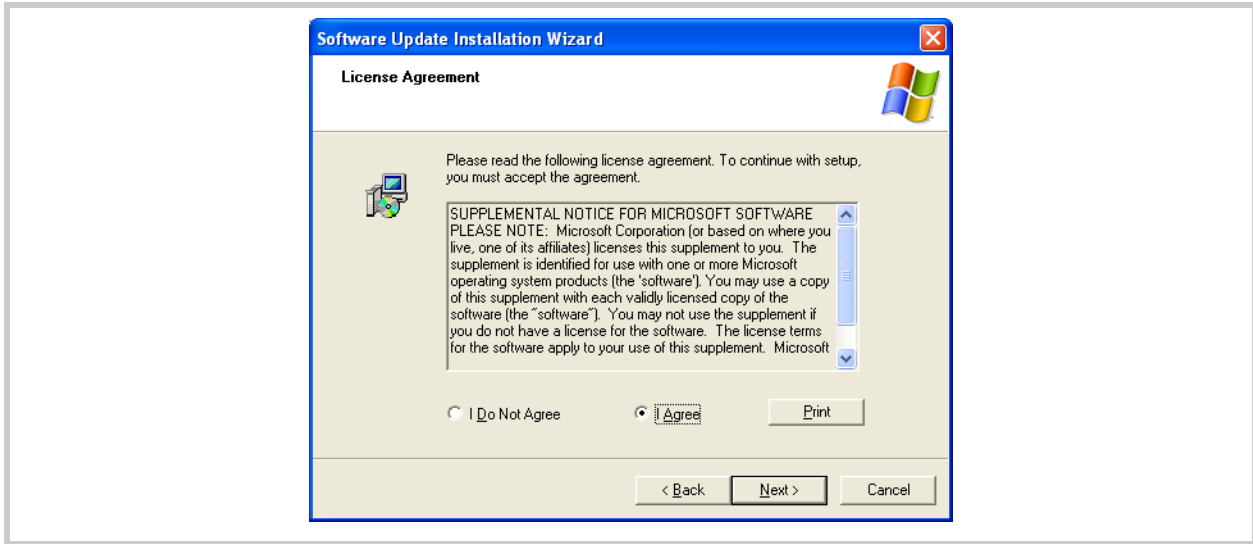 Software Update Installation Wizard
License Agreement
Please read the following license agreement. To continue with setup,
you must accept the agreement.
SUPPLEMENTAL NOTICE FOR MICROSOFT SOFTWARE
PLEASE NOTE:  Microsoft Corporation (or based on where you
live, one of its affiliates) licenses this supplement to you.  The
supplement is identified for use with one or more Microsoft
operating system products (the 'software'). You may use a copy
of this supplement with each validly licensed copy of the
software (the "software").  You may not use the supplement if
you do not have a license for the software.  The license terms
for the software apply to your use of this supplement.  Microsoft
I Do Not Agree
I Agree
Print
< Back
Next >
Cancel